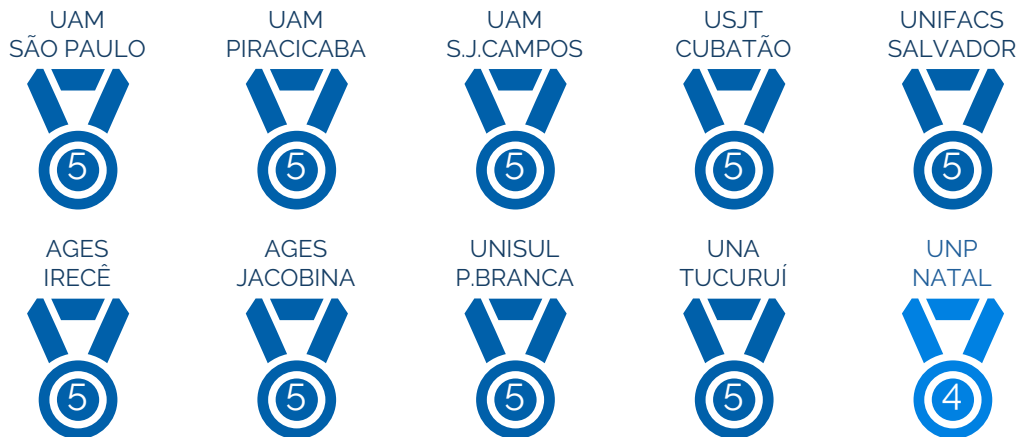 UAM
SÃO PAULO
5
UAM
PIRACICABA
5
UAM
S.J.CAMPOS
5
USJT
CUBATÃO
5
UNIFACS
SALVADOR
5
AGES
IRECÊ
5
AGES
JACOBINA
5
UNISUL
P.BRANCA
5
UNA
TUCURUÍ
5
UNP
NATAL
4